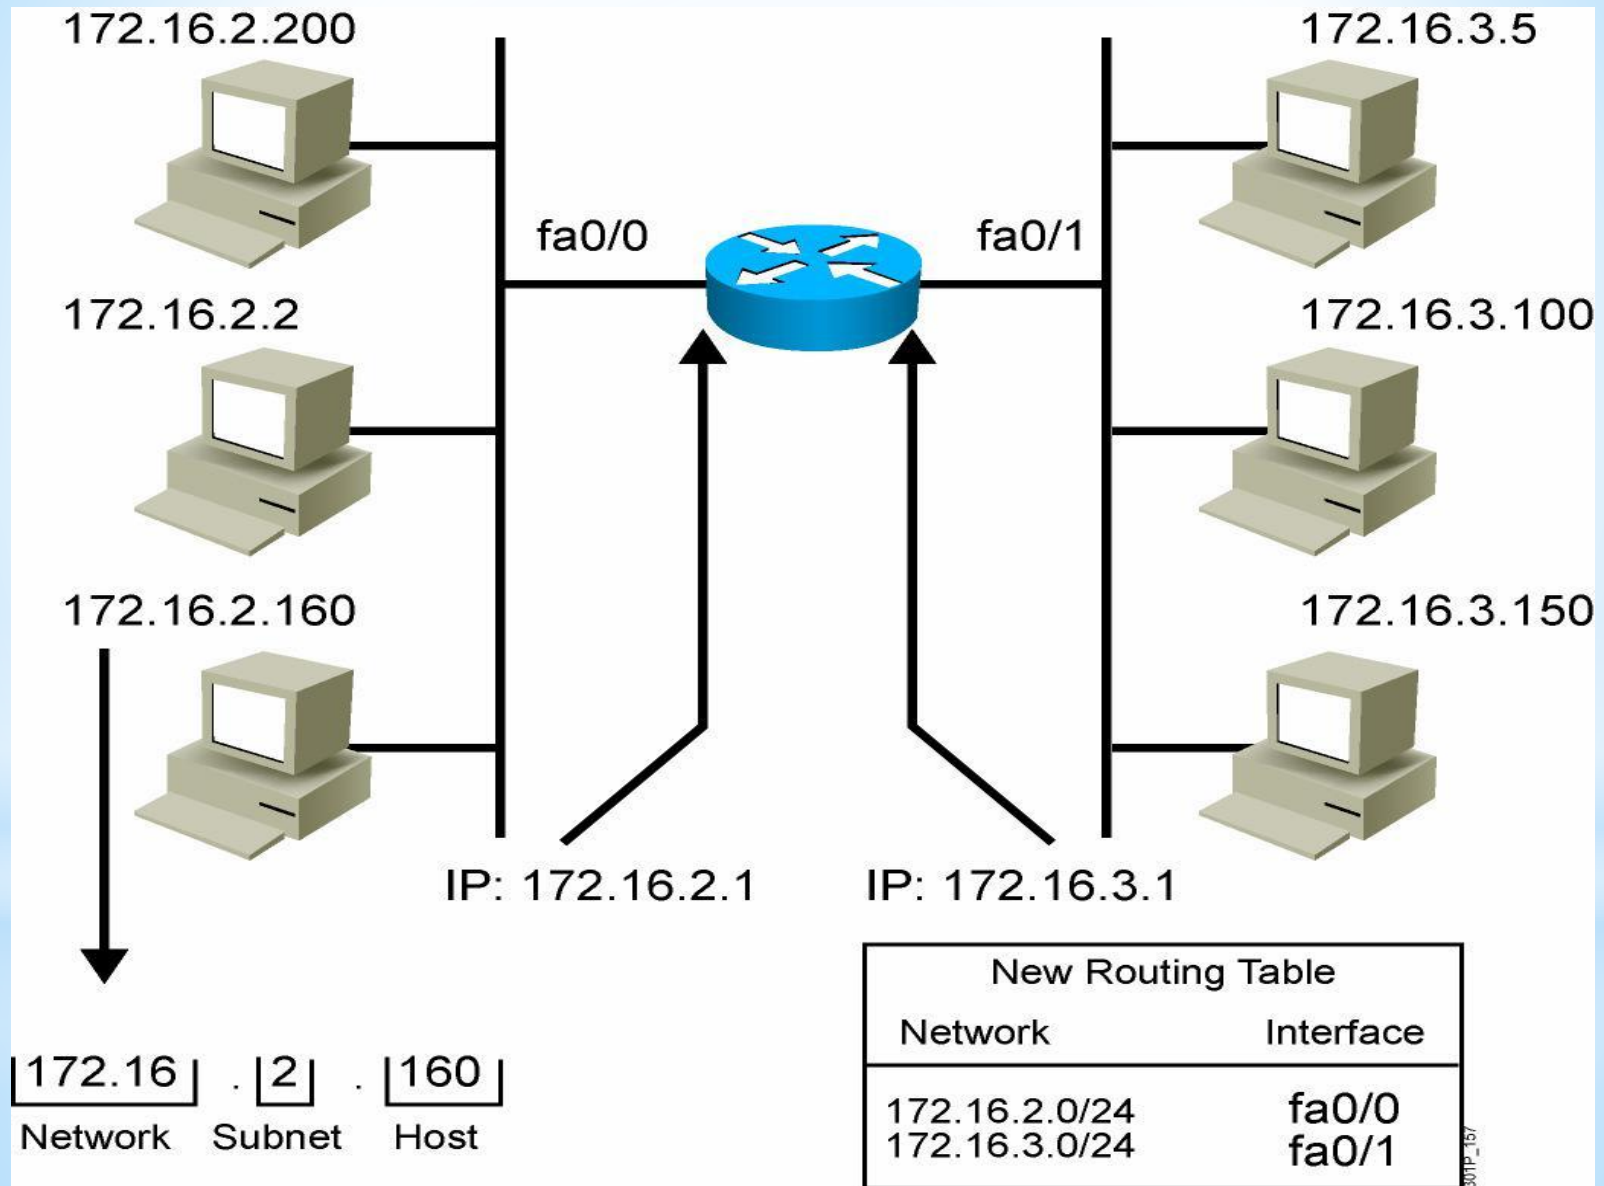 172.16.2.200
172.16.3.5
fa0/0
fa0/1
172.16.2.2
172.16.3.100
172.16.2.160
172.16.3.150
IP: 172.16.2.1
IP: 172.16.3.1
172.16 . 2 . 160
Network Subnet Host
New Routing Table
Network Interface
172.16.2.0/24 fa0/0
172.16.3.0/24 fa0/1
301P_157